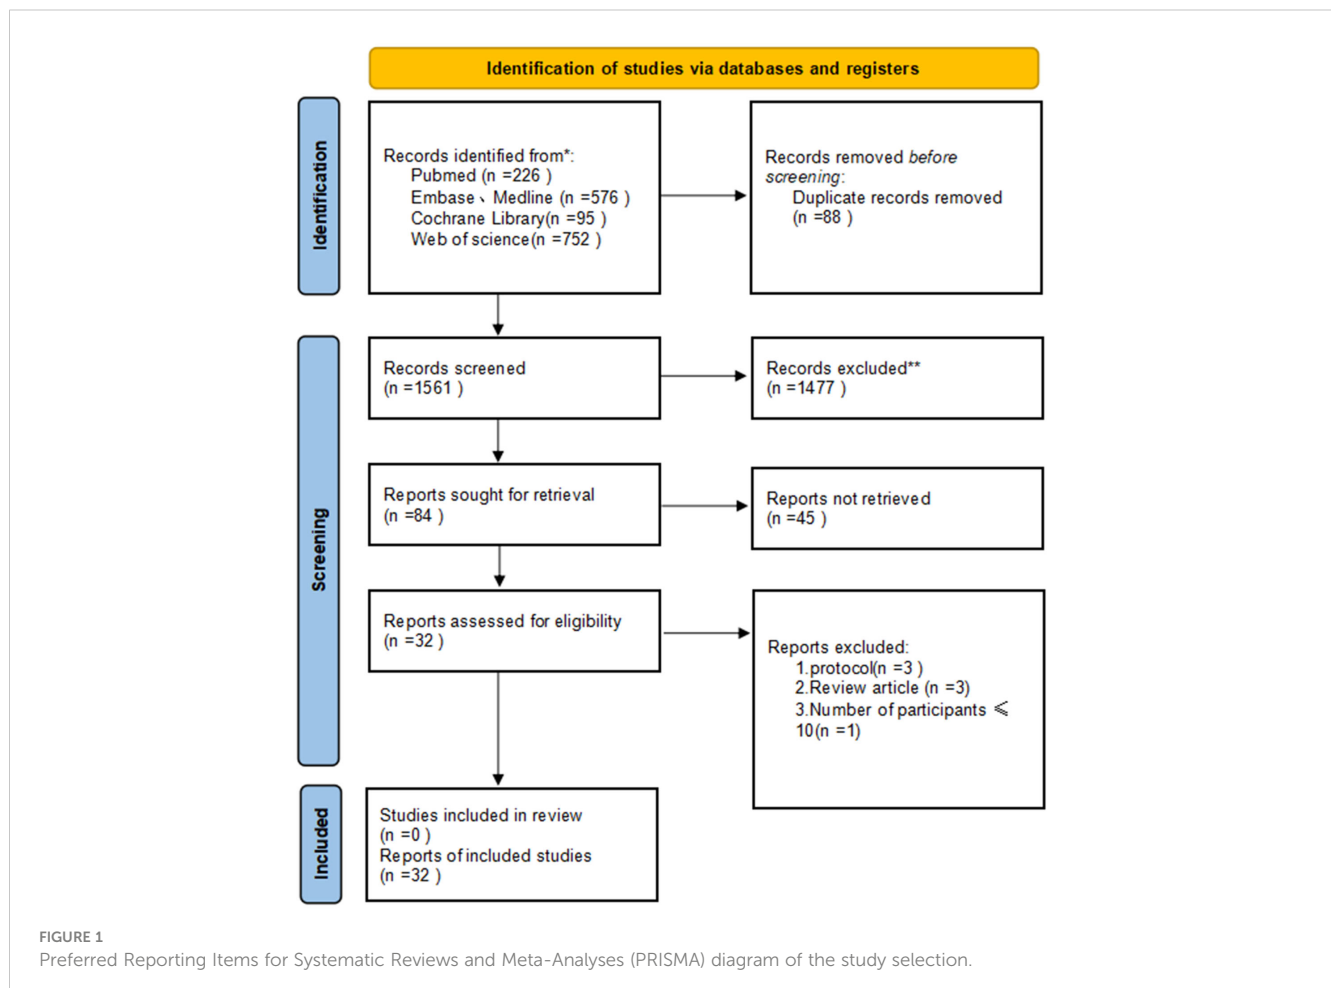 Identification of studies via databases and registers
Identification
Records identified from*:
Pubmed (n =226 )
Embase、Medline (n =576 )
Cochrane Library(n =95 )
Web of science(n =752 )
Records removed before
screening:
Duplicate records removed
(n =88 )
Screening
Records screened
(n =1561 )
Records excluded**
(n =1477 )
Reports sought for retrieval
(n =84 )
Reports not retrieved
(n =45 )
Reports assessed for eligibility
(n =32 )
Reports excluded:
1.protocol(n =3 )
2.Review article (n =3)
3.Number of participants ⩽
10(n =1)
Included
Studies included in review
(n =0 )
Reports of included studies
(n =32 )
FIGURE 1
Preferred Reporting Items for Systematic Reviews and Meta-Analyses (PRISMA) diagram of the study selection.